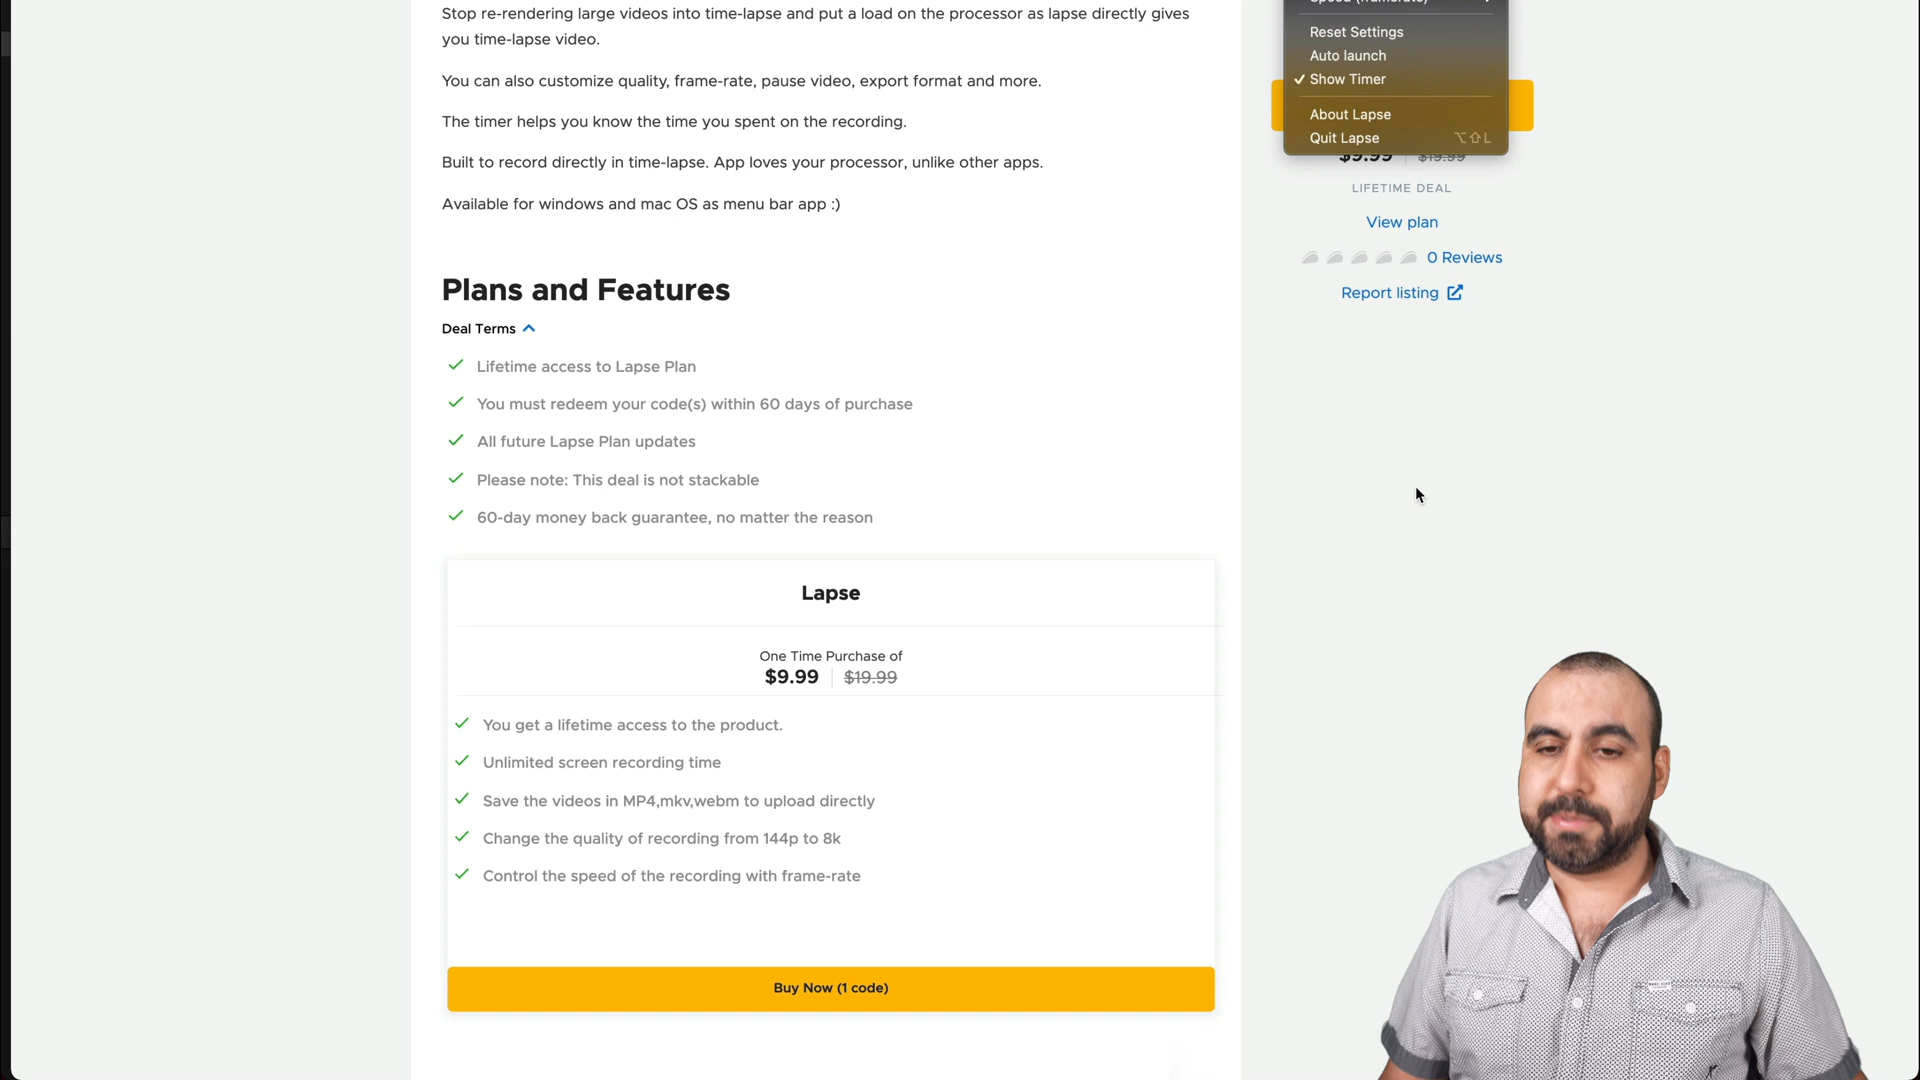 Stop re-rendering large videos into time-lapse and put a load on the processor as lapse directly gives
you time-lapse video.
You can also customize quality, frame-rate, pause video, export format and more.
The timer helps you know the time you spent on the recording.
Built to record directly in time-lapse. App loves your processor, unlike other apps.
Available for windows and mac OS as menu bar app :)
Plans and Features
Deal Terms
Lifetime access to Lapse Plan
You must redeem your code(s) within 60 days of purchase
All future Lapse Plan updates
Please note: This deal is not stackable
60-day money back guarantee, no matter the reason
Lapse
One Time Purchase of
$9.99 $19.99
You get a lifetime access to the product.
Unlimited screen recording time
Save the videos in MP4,mkv,webm to upload directly
Change the quality of recording from 144p to 8k
Control the speed of the recording with frame-rate
Buy Now (1 code)
Speed (framerate)
Reset Settings
Auto launch
Show Timer
About Lapse
Quit Lapse ⌥⇧L
$9.99 $19.99
LIFETIME DEAL
View plan
0 Reviews
Report listing